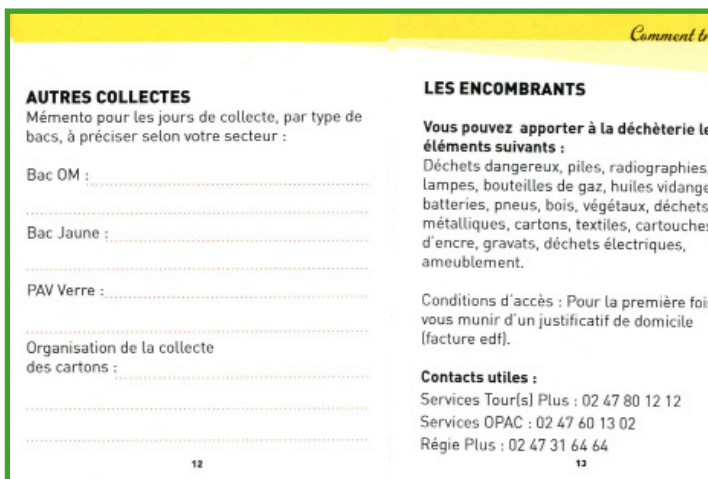 Comment tr
AUTRES COLLECTES
Mémento pour les jours de collecte, par type de
bacs, à préciser selon votre secteur :
Bac OM :
Bac Jaune :
PAV Verre :
Organisation de la collecte
des cartons :
12
LES ENCOMBRANTS
Vous pouvez apporter à la déchèterie le
éléments suivants :
Déchets dangereux, piles, radiographies,
lampes, bouteilles de gaz, huiles vidange
batteries, pneus, bois, végétaux, déchets
métalliques, cartons, textiles, cartouches
d'encre, gravats, déchets électriques,
ameublement.
Conditions d'accès : Pour la première fois
vous munir d'un justificatif de domicile
(facture edf).
Contacts utiles :
Services Tour(s) Plus : 02 47 80 12 12
Services OPAC : 02 47 60 13 02
Régie Plus : 02 47 31 64 64
13